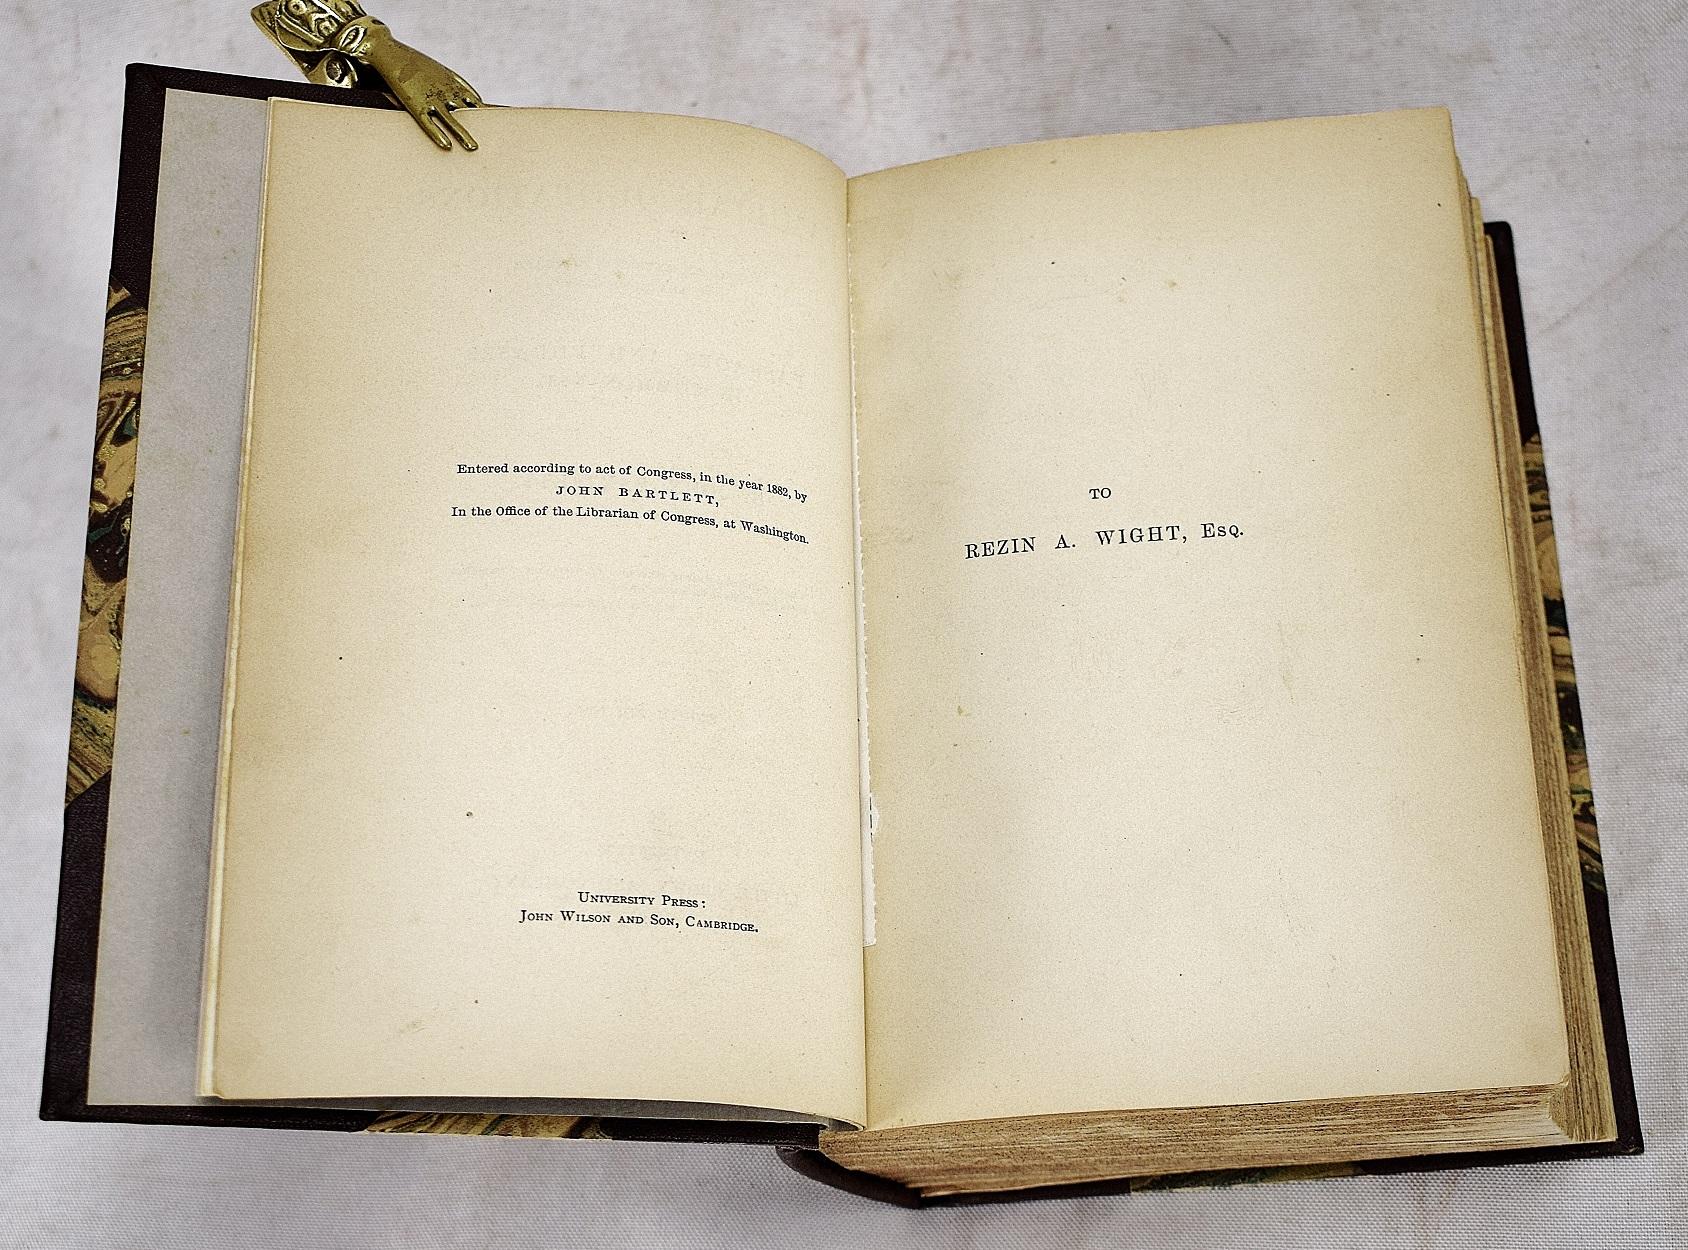 Entered according to act of Congress, in the year 1882, by
JOHN BARTLETT,
In the Office of the Librarian of Congress, at Washington.
UNIVERSITY PRESS:
JOHN WILSON AND SON, CAMBRIDGE.
TO
REZIN A. WIGHT, ESQ.